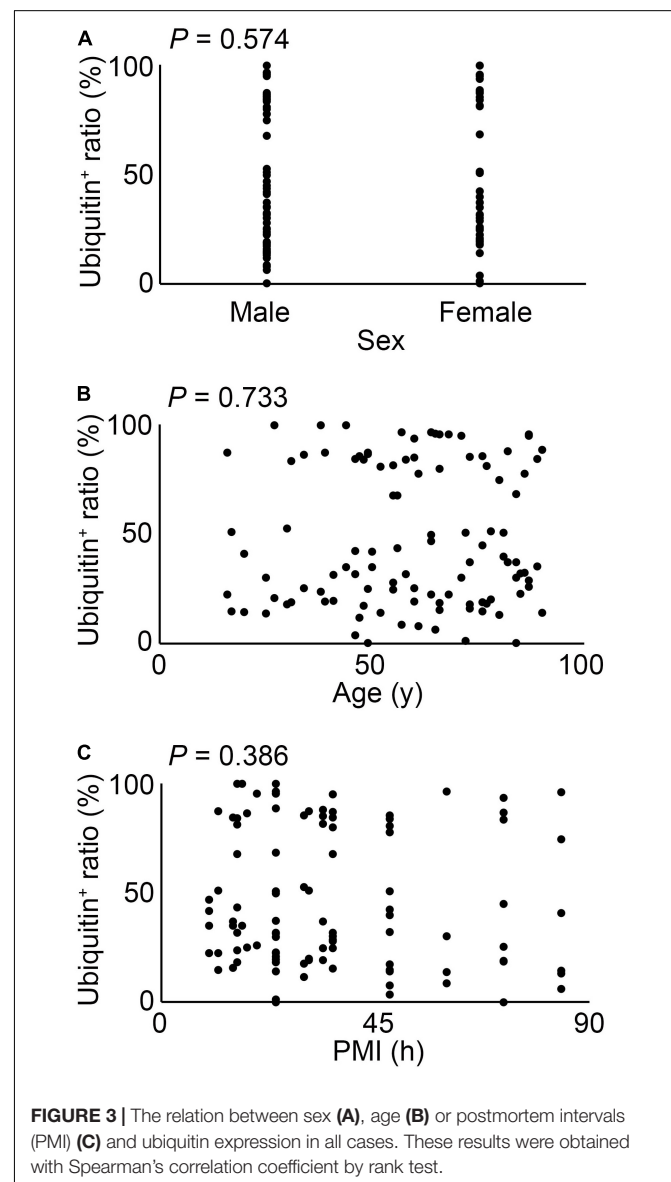 A
P = 0.574
Ubiquitin⁺ ratio (%)
100
50
0
Male Female
Sex
B
P = 0.733
Ubiquitin⁺ ratio (%)
100
50
0
0 50 100
Age (y)
C
P = 0.386
Ubiquitin⁺ ratio (%)
100
50
0
0 45 90
PMI (h)
FIGURE 3 | The relation between sex (A), age (B) or postmortem intervals
(PMI) (C) and ubiquitin expression in all cases. These results were obtained
with Spearman's correlation coefficient by rank test.